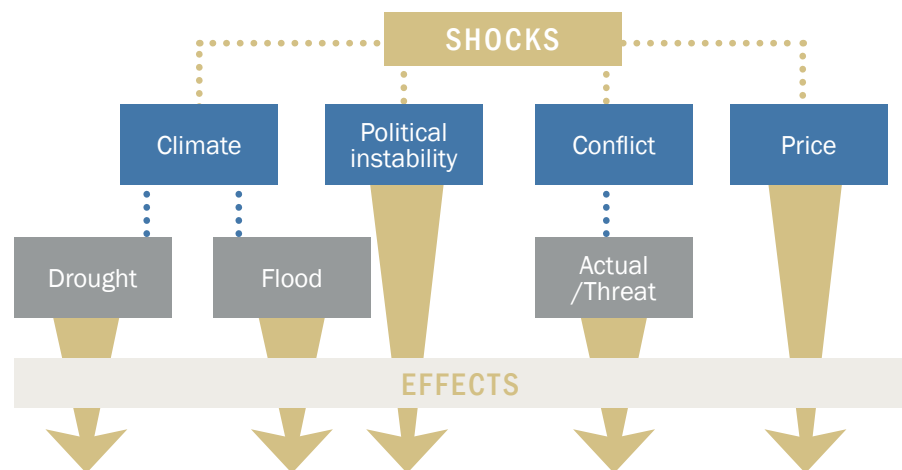 SHOCKS
Climate
Political
instability
Conflict
Price
Drought
Flood
Actual
/Threat
EFFECTS